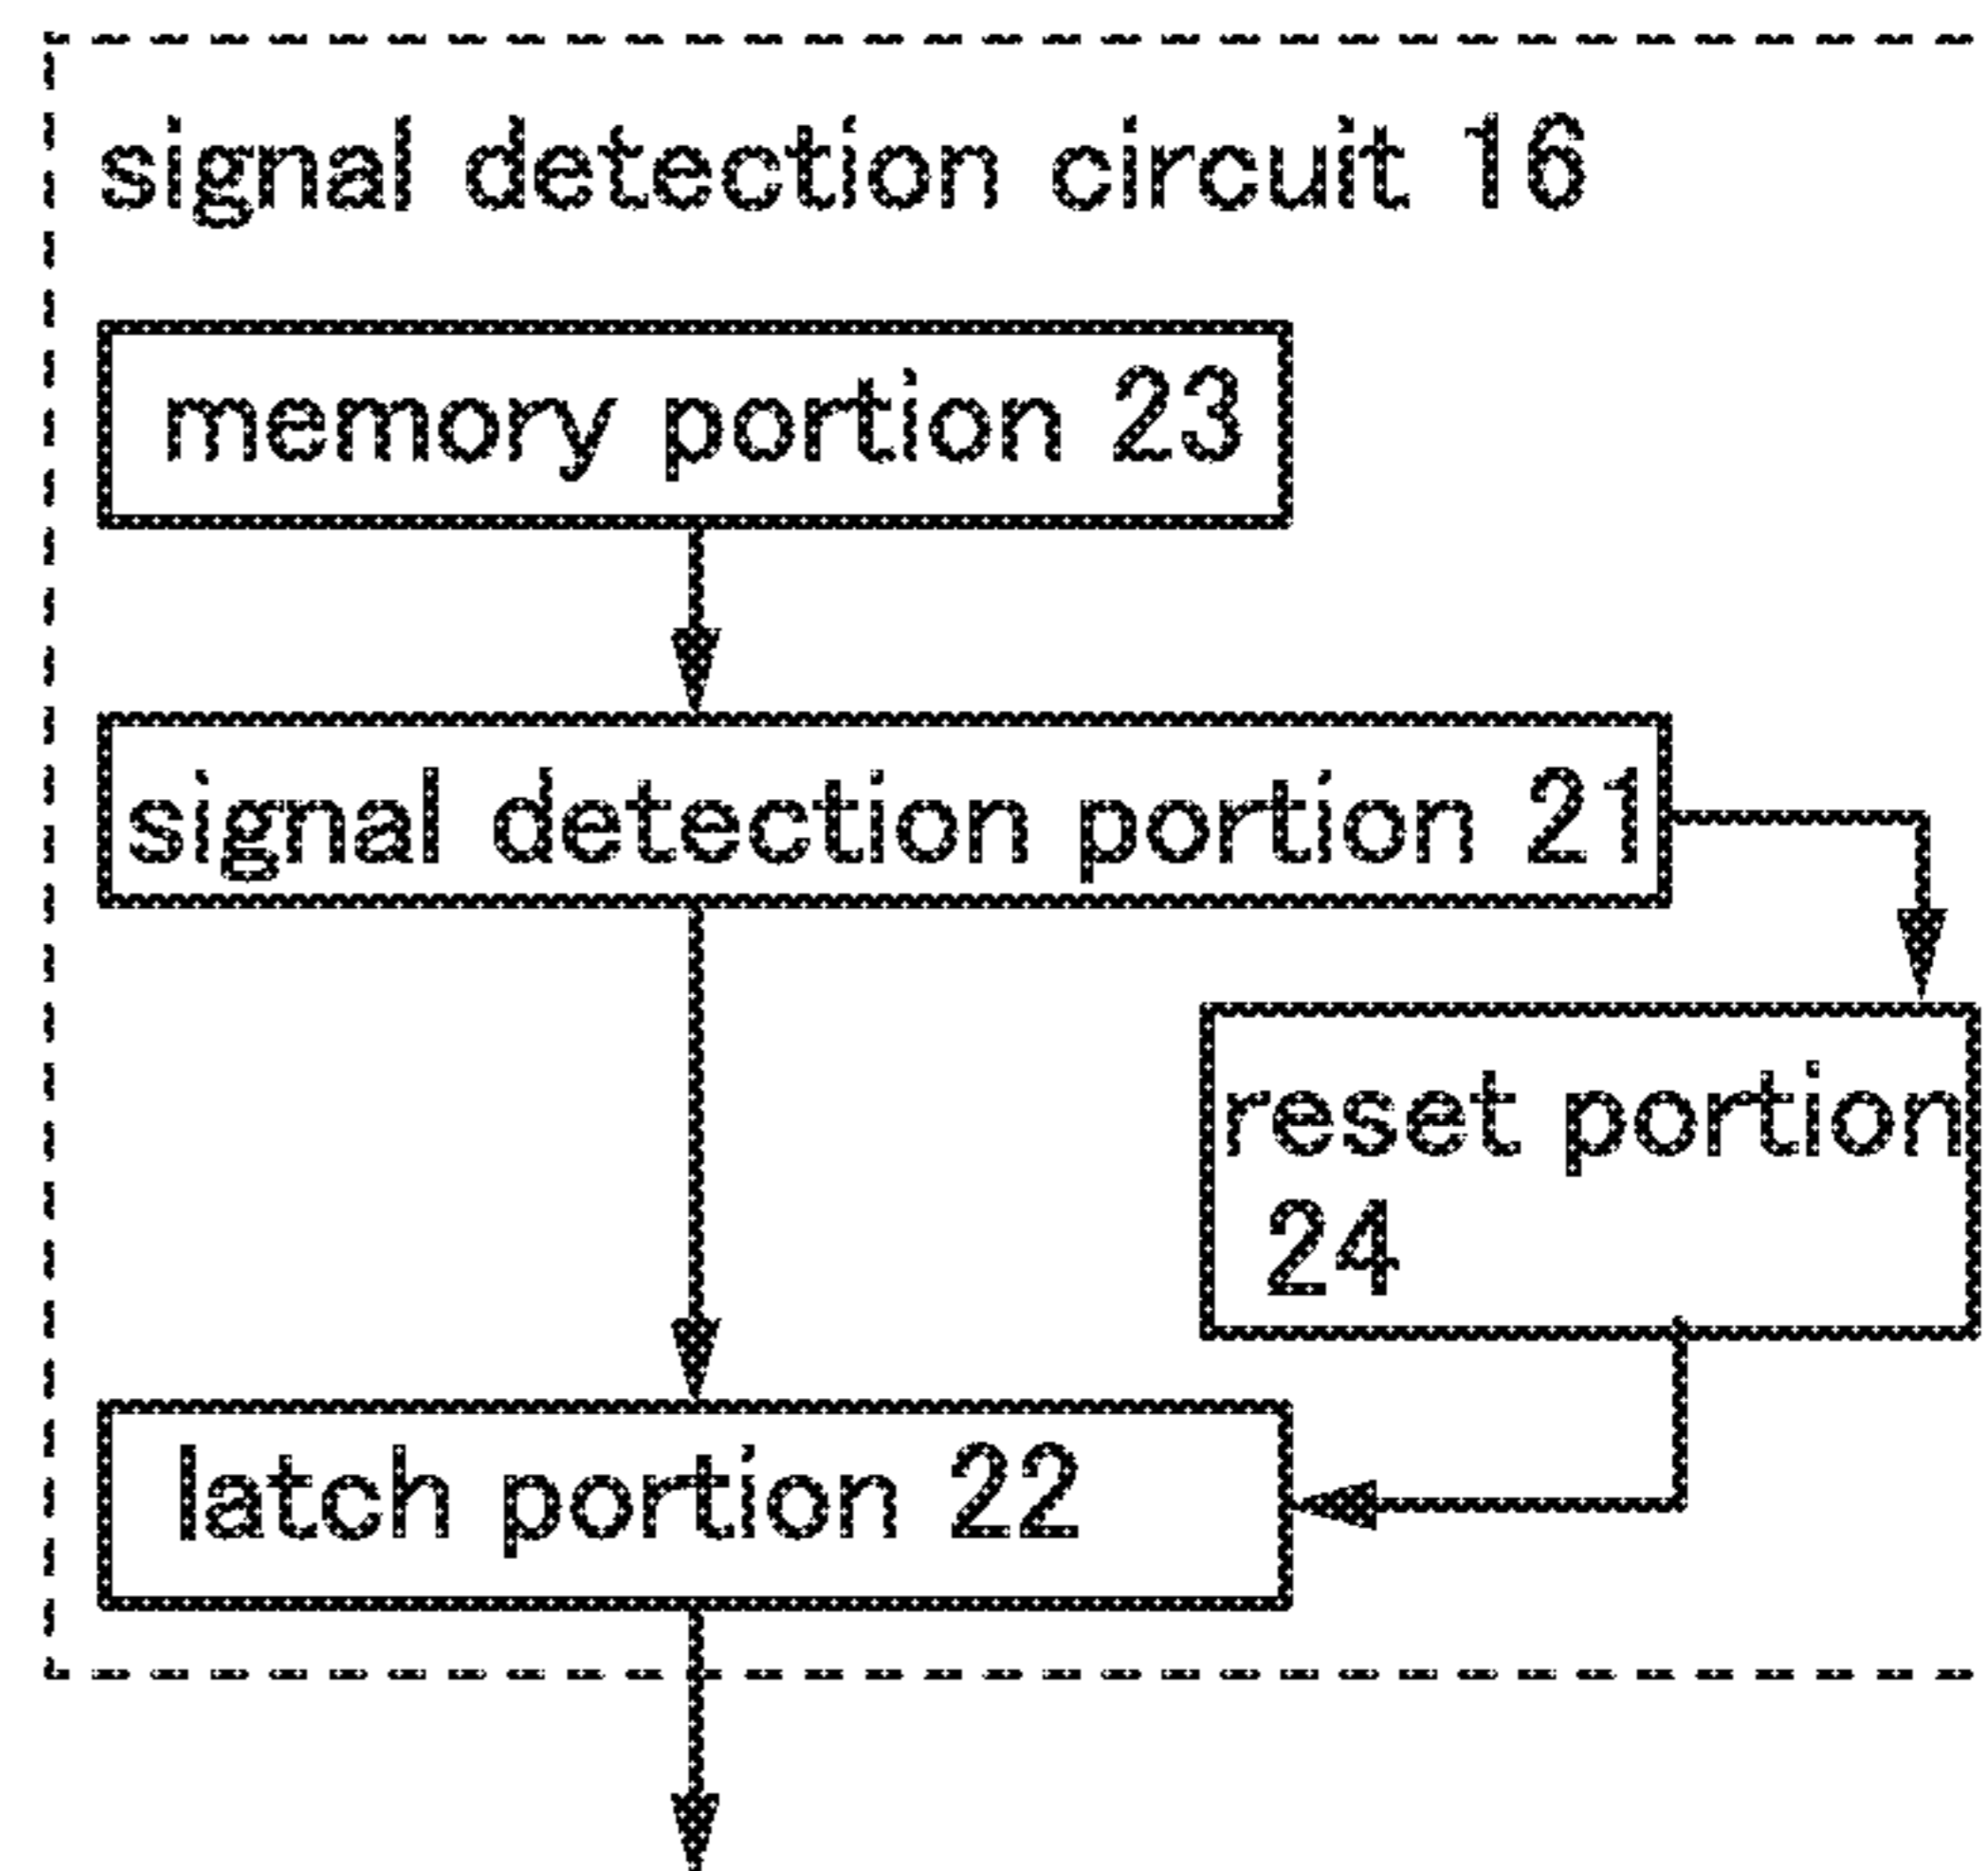 signal detection circuit 16
memory portion 23
signal detection portion 21
reset portion
24
latch portion 22